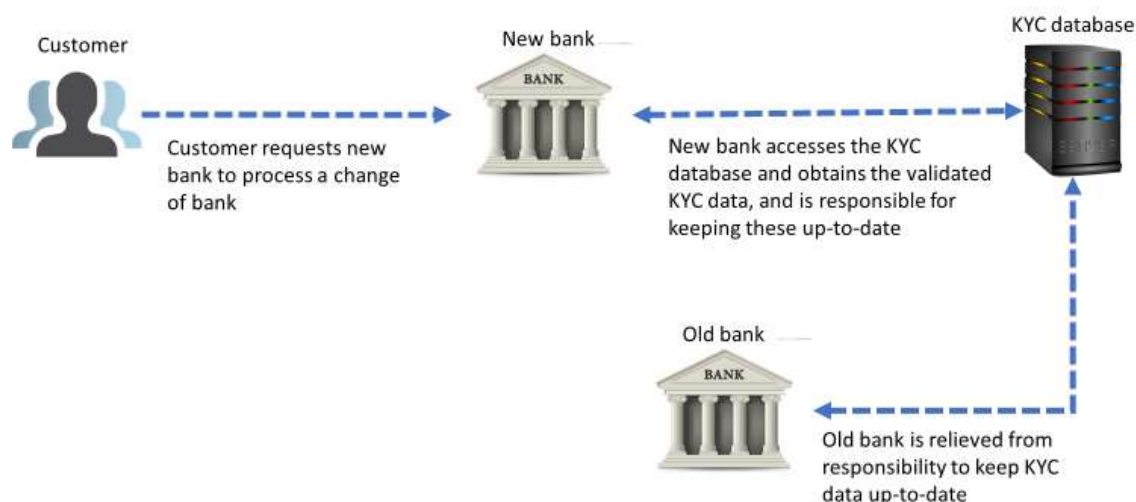 Customer
New bank
KYC database
BANK
Customer requests new
bank to process a change
of bank
New bank accesses the KYC
database and obtains the validated
KYC data, and is responsible for
keeping these up-to-date
Old bank
BANK
Old bank is relieved from
responsibility to keep KYC
data up-to-date